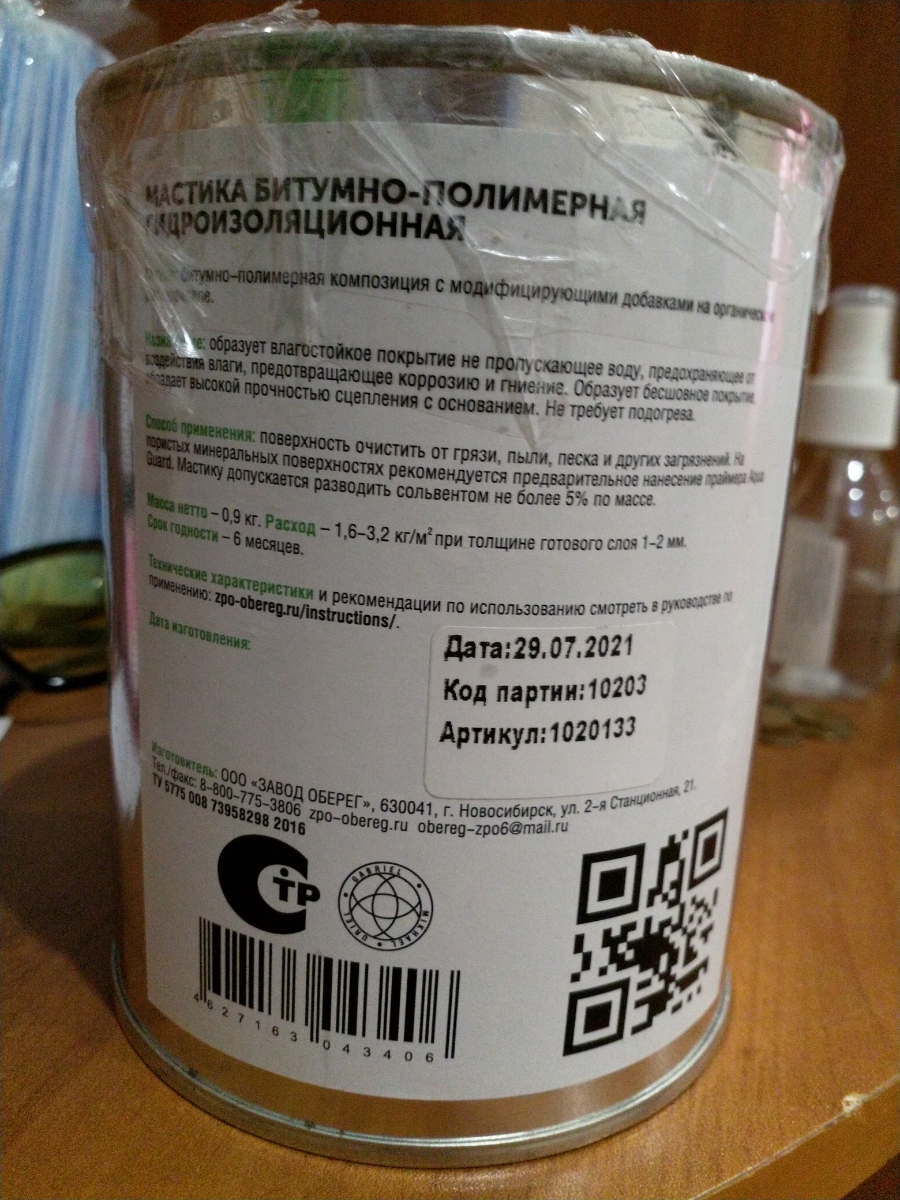 МАСТИКА БИТУМНО-ПОЛИМЕРНАЯ
ГИДРОИЗОЛЯЦИОННАЯ
битумно-полимерная композиция с модифицирующими добавками на органическом
Назначение: образует влагостойкое покрытие не пропускающее воду, предохраняющее от
воздействия влаги, предотвращающее коррозию и гниение. Образует бесшовное покрытие,
обладает высокой прочностью сцепления с основанием. Не требует подогрева.
Способ применения: поверхность очистить от грязи, пыли, песка и других загрязнений. На
пористых минеральных поверхностях рекомендуется предварительное нанесение праймера Aqua
Guard. Мастику допускается разводить сольвентом не более 5% по массе.
Масса нетто – 0,9 кг. Расход – 1,6–3,2 кг/м² при толщине готового слоя 1–2 мм.
Срок годности – 6 месяцев.
Технические характеристики и рекомендации по использованию смотреть в руководстве по
применению: zpo-obereg.ru/instructions/.
Дата изготовления:
Дата:29.07.2021
Код партии:10203
Артикул:1020133
Изготовитель: ООО «ЗАВОД ОБЕРЕГ», 630041, г. Новосибирск, ул. 2-я Станционная, 21.
Тел./факс: 8-800-775-3806 zpo-obereg.ru obereg-zpo6@mail.ru
ТУ 5775 008 73958298 2016
СТР
GABRIEL MIKHAEL URIEL
4627163043406